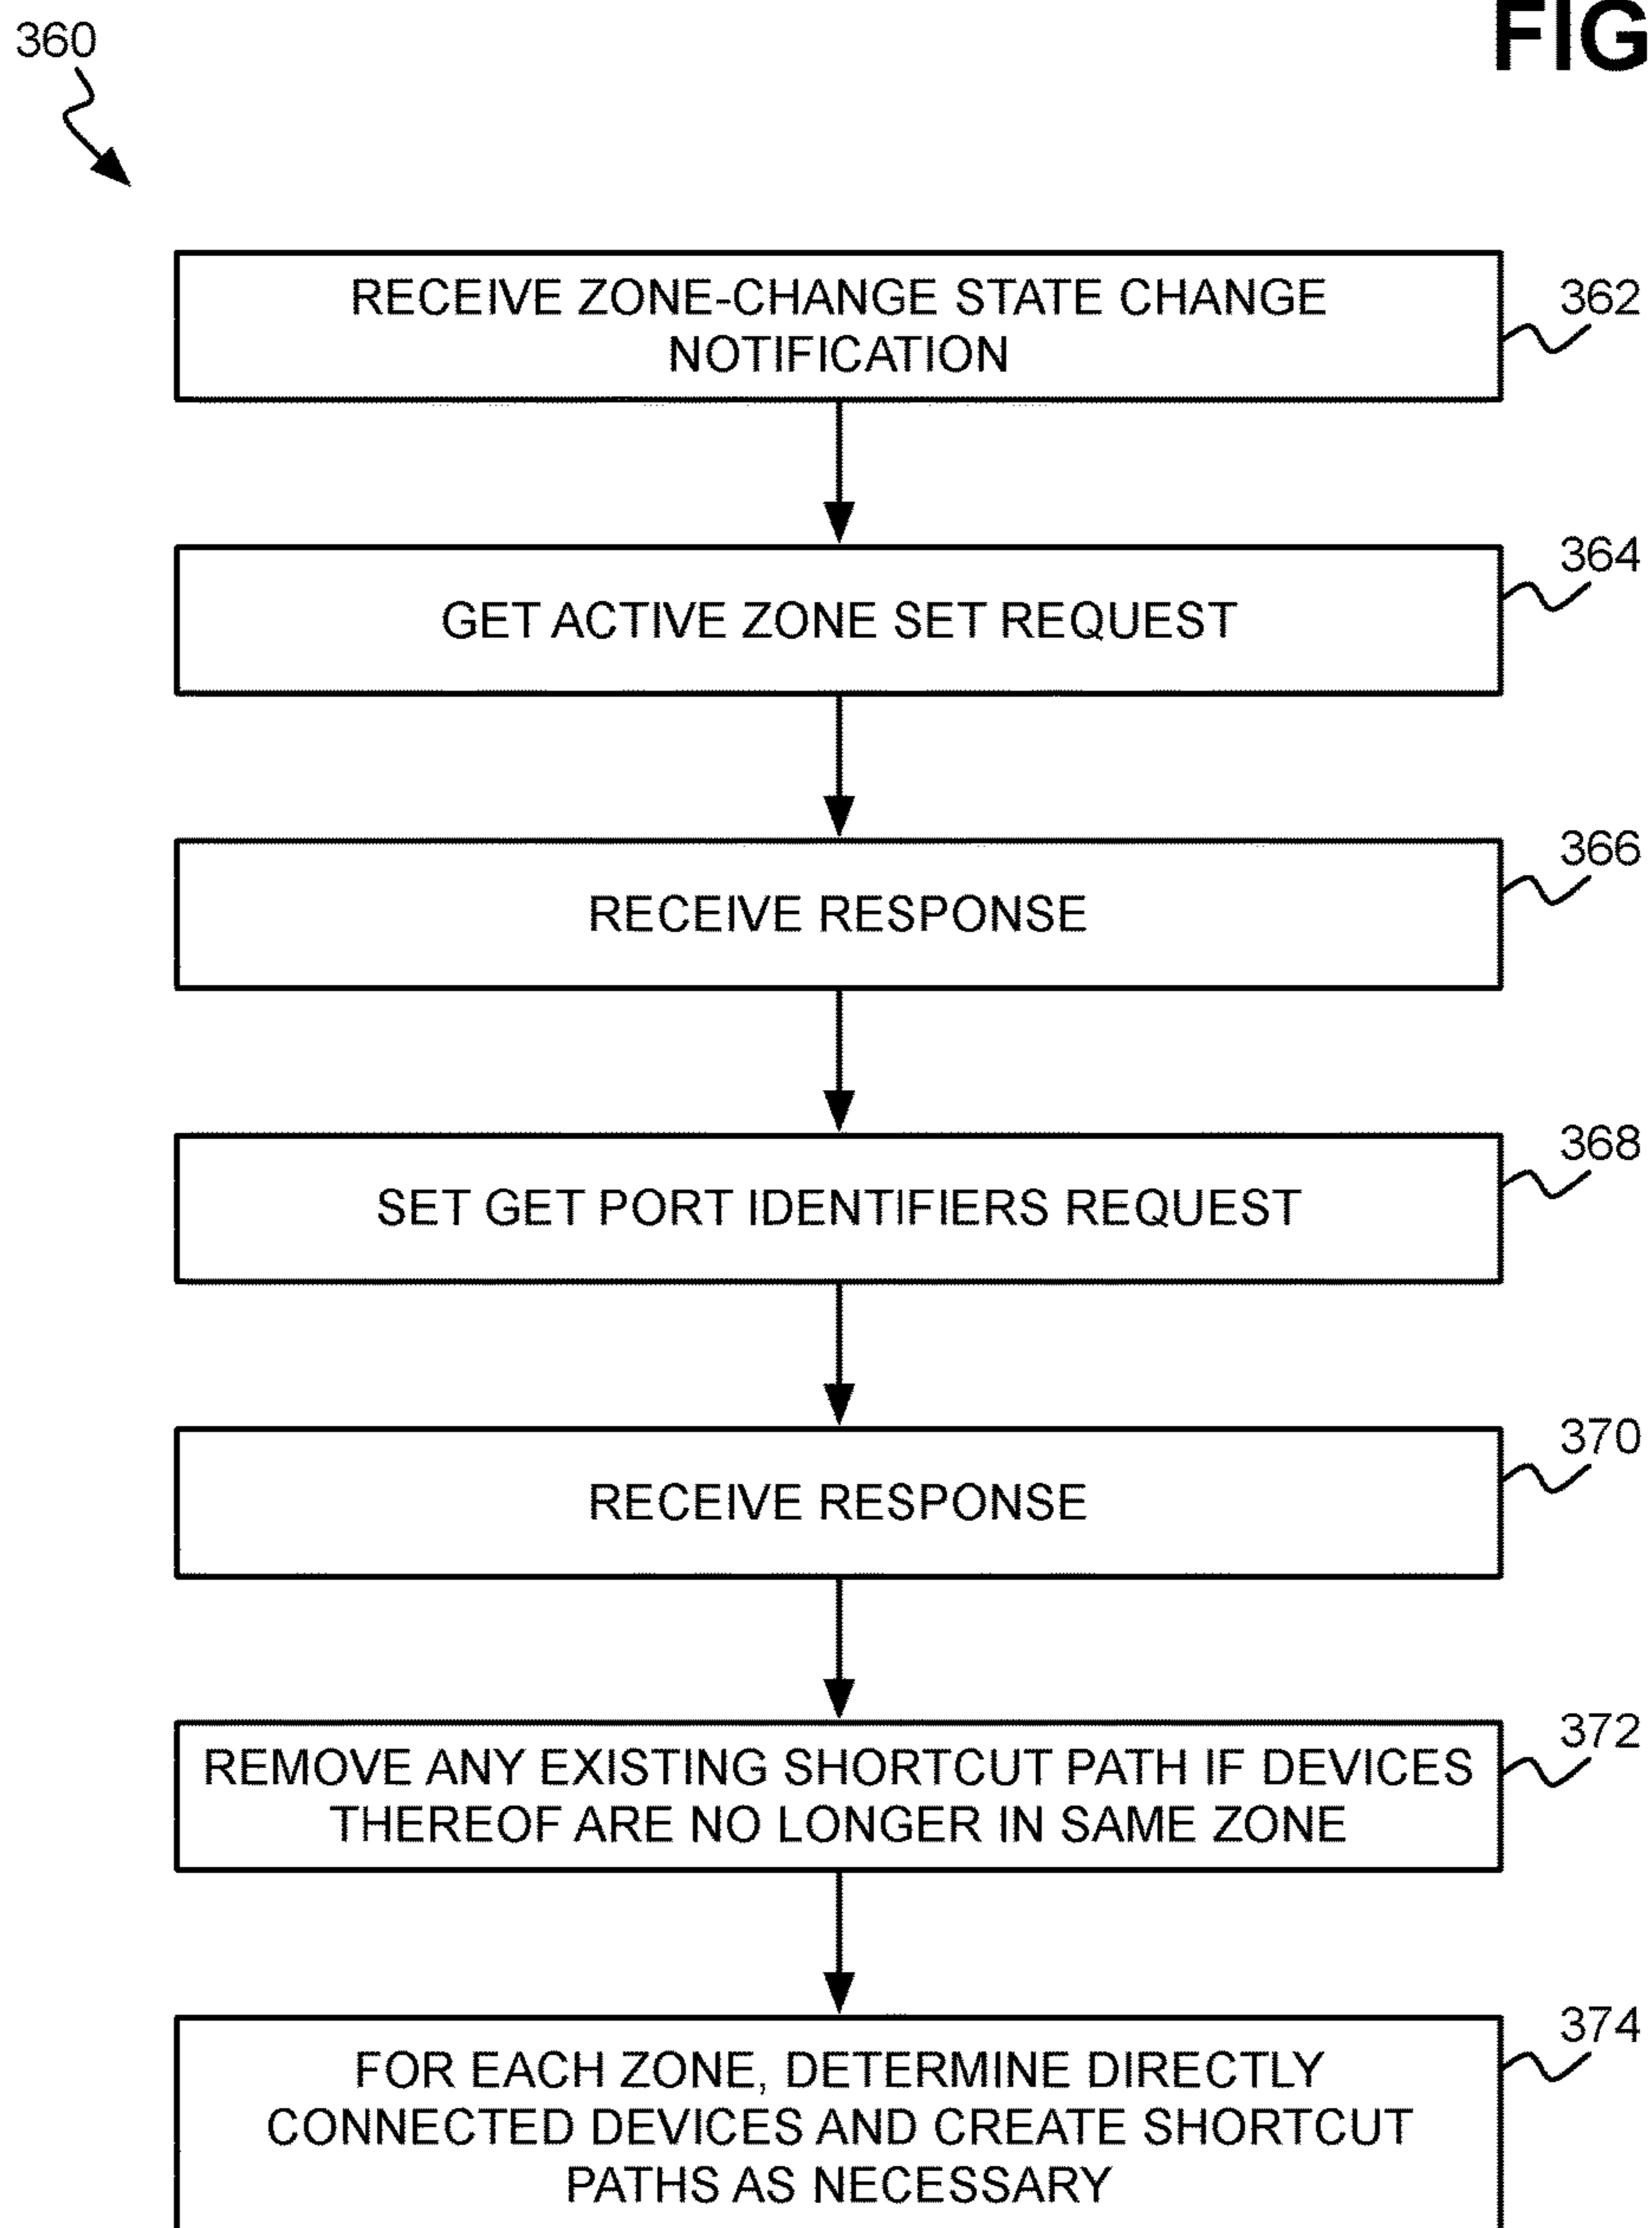 FIG
360
RECEIVE ZONE-CHANGE STATE CHANGE
NOTIFICATION
362
GET ACTIVE ZONE SET REQUEST
364
RECEIVE RESPONSE
366
SET GET PORT IDENTIFIERS REQUEST
368
RECEIVE RESPONSE
370
REMOVE ANY EXISTING SHORTCUT PATH IF DEVICES
THEREOF ARE NO LONGER IN SAME ZONE
372
FOR EACH ZONE, DETERMINE DIRECTLY
CONNECTED DEVICES AND CREATE SHORTCUT
PATHS AS NECESSARY
374